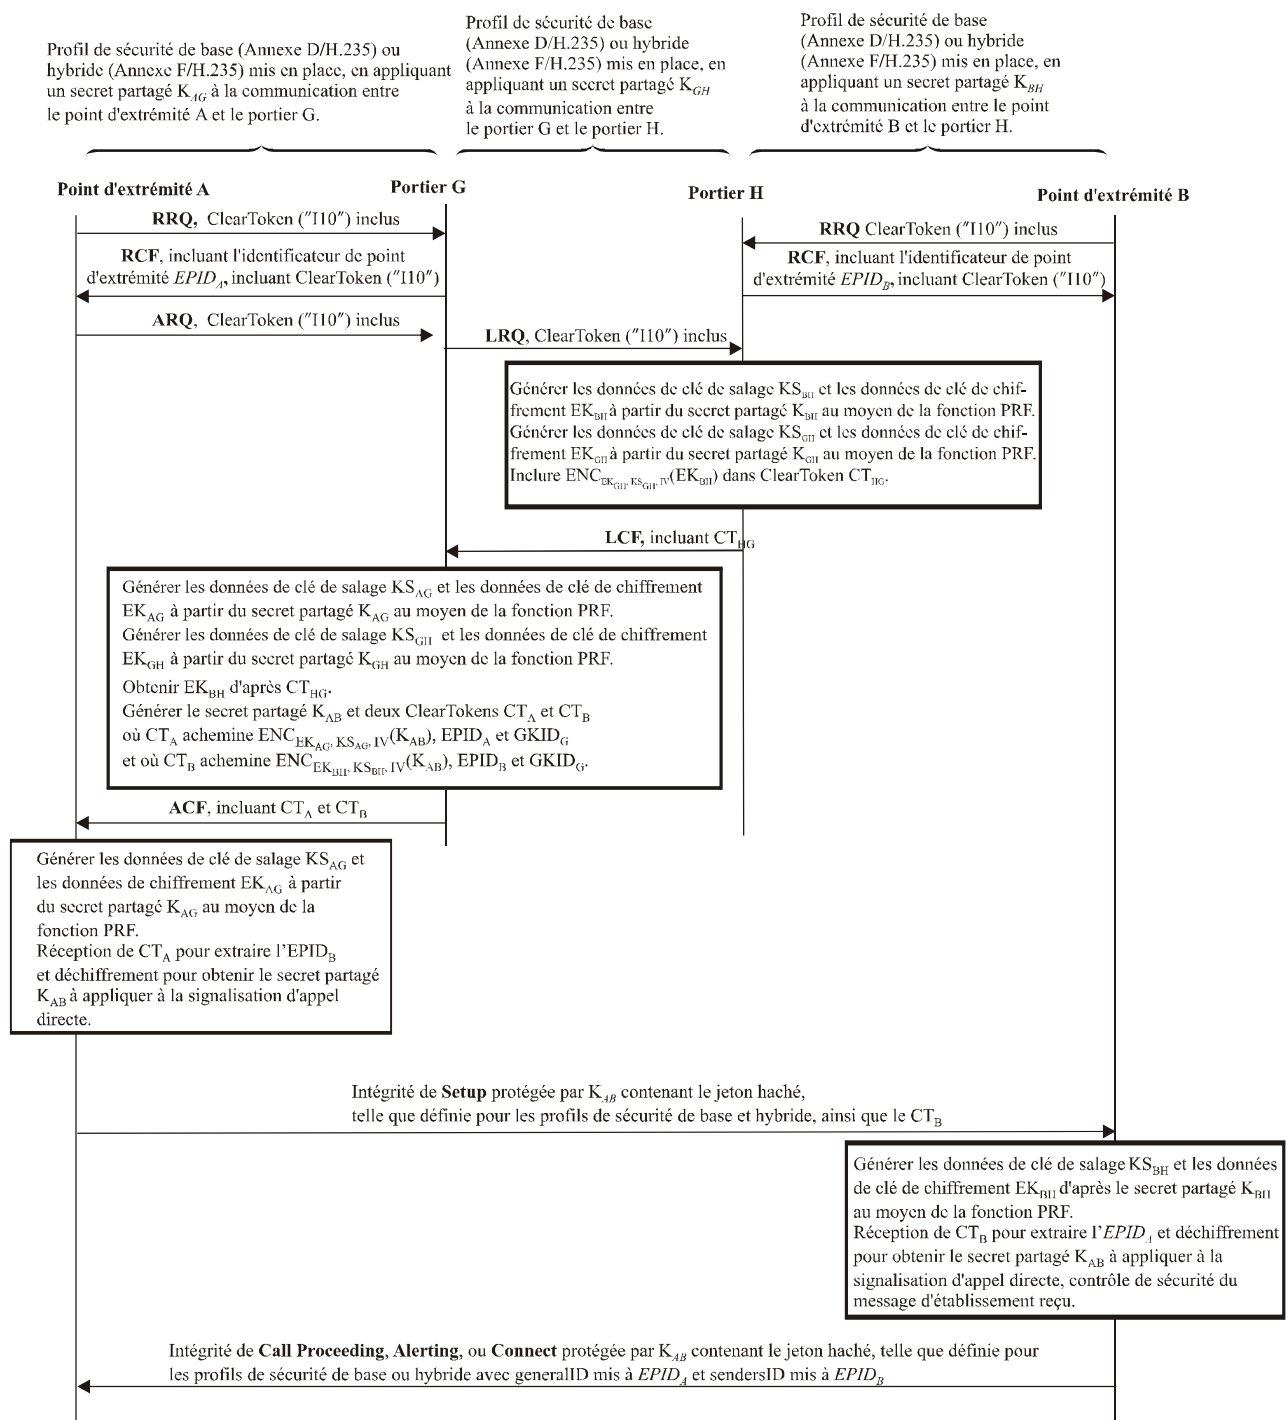 Profil de sécurité de base (Annexe D/H.235) ou
hybride (Annexe F/H.235) mis en place, en appliquant
un secret partagé K_AG à la communication entre
le point d'extrémité A et le portier G.
Profil de sécurité de base
(Annexe D/H.235) ou hybride
(Annexe F/H.235) mis en place, en
appliquant un secret partagé K_GH
à la communication entre
le portier G et le portier H.
Profil de sécurité de base
(Annexe D/H.235) ou hybride
(Annexe F/H.235) mis en place, en
appliquant un secret partagé K_BH
à la communication entre le point
d'extrémité B et le portier H.
Point d'extrémité A
Portier G
Portier H
Point d'extrémité B
RRQ, ClearToken ("I10") inclus
RRQ ClearToken ("I10") inclus
RCF, incluant l'identificateur de point
d'extrémité EPID_A, incluant ClearToken ("I10")
RCF, incluant l'identificateur de point
d'extrémité EPID_B, incluant ClearToken ("I10")
ARQ, ClearToken ("I10") inclus
LRQ, ClearToken ("I10") inclus
Générer les données de clé de salage KS_BH et les données de clé de chif-
frement EK_BH à partir du secret partagé K_BH au moyen de la fonction PRF.
Générer les données de clé de salage KS_GH et les données de clé de chif-
frement EK_GH à partir du secret partagé K_GH au moyen de la fonction PRF.
Inclure ENC_EK_GH, KS_GH, IV(EK_BH) dans ClearToken CT_HG.
LCF, incluant CT_HG
Générer les données de clé de salage KS_AG et les données de clé de chiffrement
EK_AG à partir du secret partagé K_AG au moyen de la fonction PRF.
Générer les données de clé de salage KS_GH et les données de clé de chiffrement
EK_GH à partir du secret partagé K_GH au moyen de la fonction PRF.
Obtenir EK_BH d'après CT_HG.
Générer le secret partagé K_AB et deux ClearTokens CT_A et CT_B
où CT_A achemine ENC_EK_AG, KS_AG, IV(K_AB), EPID_A et GKID_G
et où CT_B achemine ENC_EK_BH, KS_BH, IV(K_AB), EPID_B et GKID_G.
ACF, incluant CT_A et CT_B
Générer les données de clé de salage KS_AG et
les données de chiffrement EK_AG à partir
du secret partagé K_AG au moyen de la
fonction PRF.
Réception de CT_A pour extraire l'EPID_B
et déchiffrement pour obtenir le secret partagé
K_AB à appliquer à la signalisation d'appel
directe.
Intégrité de Setup protégée par K_AB contenant le jeton haché,
telle que définie pour les profils de sécurité de base et hybride, ainsi que le CT_B
Générer les données de clé de salage KS_BH et les données
de clé de chiffrement EK_BH d'après le secret partagé K_BH
au moyen de la fonction PRF.
Réception de CT_B pour extraire l'EPID_A et déchiffrement
pour obtenir le secret partagé K_AB à appliquer à la
signalisation d'appel directe, contrôle de sécurité du
message d'établissement reçu.
Intégrité de Call Proceeding, Alerting, ou Connect protégée par K_AB contenant le jeton haché, telle que définie pour
les profils de sécurité de base ou hybride avec generalID mis à EPID_A et sendersID mis à EPID_B